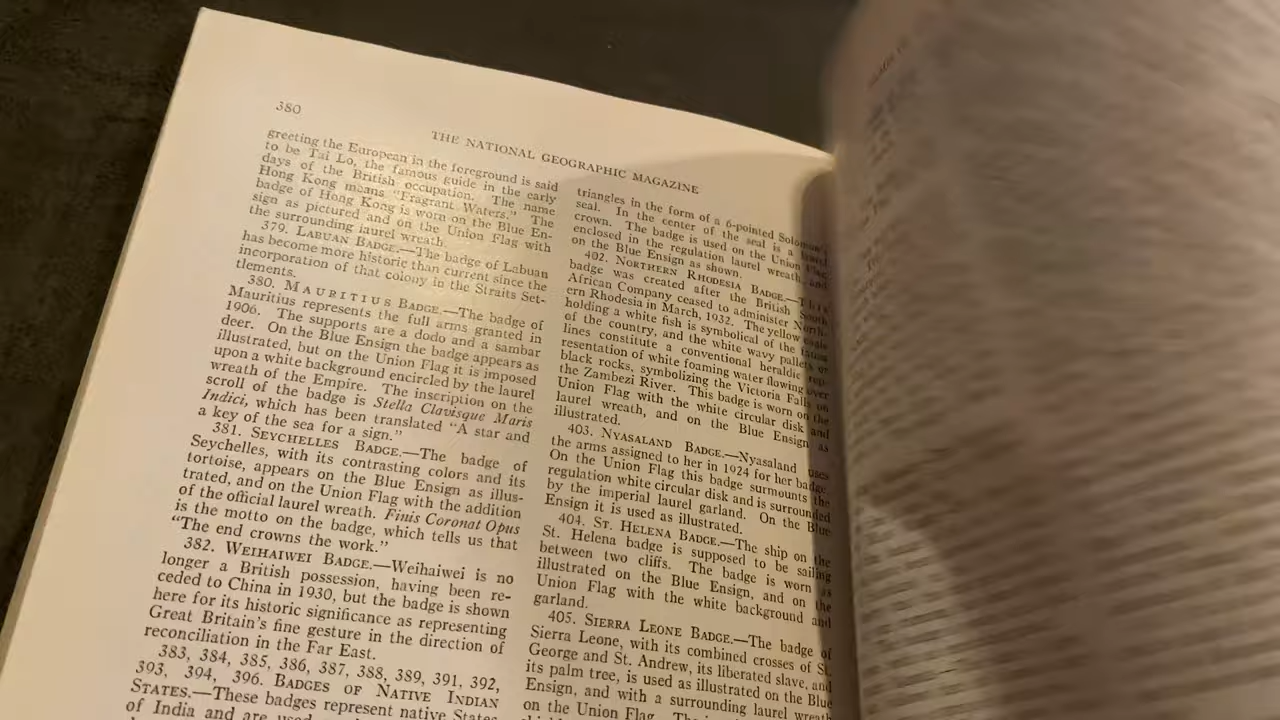 380
THE NATIONAL GEOGRAPHIC MAGAZINE
greeting the European in the foreground is said
to be Tai Lo, the famous guide in the early
days of the British occupation. The name
Hong Kong means "Fragrant Waters." The
badge of Hong Kong is worn on the Blue En-
sign as pictured and on the Union Flag with
the surrounding laurel wreath.
379. LABUAN BADGE.—The badge of Labuan
has become more historic than current since the
incorporation of that colony in the Straits Set-
tlements.
380. MAURITIUS BADGE.—The badge of
Mauritius represents the full arms granted in
1906. The supports are a dodo and a sambar
deer. On the Blue Ensign the badge appears as
illustrated, but on the Union Flag it is imposed
upon a white background encircled by the laurel
wreath of the Empire. The inscription on the
scroll of the badge is Stella Clavisque Maris
Indici, which has been translated "A star and
a key of the sea for a sign."
381. SEYCHELLES BADGE.—The badge of
Seychelles, with its contrasting colors and its
tortoise, appears on the Blue Ensign as illus-
trated, and on the Union Flag with the addition
of the official laurel wreath. Finis Coronat Opus
is the motto on the badge, which tells us that
"The end crowns the work."
382. WEIHAIWEI BADGE.—Weihaiwei is no
longer a British possession, having been re-
ceded to China in 1930, but the badge is shown
here for its historic significance as representing
Great Britain's fine gesture in the direction of
reconciliation in the Far East.
383, 384, 385, 386, 387, 388, 389, 391, 392,
393, 394, 396. BADGES OF NATIVE INDIAN
STATES.—These badges represent native States
of India and are used
triangles in the form of a 6-pointed Solomon's
seal. In the center of the seal is a
crown. The badge is used on the Union Flag,
enclosed in the regulation laurel wreath, and
on the Blue Ensign as shown.
402. NORTHERN RHODESIA BADGE.—This
badge was created after the British South
African Company ceased to administer North-
ern Rhodesia in March, 1932. The yellow eagle
holding a white fish is symbolical of the fauna
of the country, and the white wavy pallets or
lines constitute a conventional heraldic rep-
resentation of white foaming water flowing over
black rocks, symbolizing the Victoria Falls on
the Zambezi River. This badge is worn on the
Union Flag with the white circular disk and
laurel wreath, and on the Blue Ensign as
illustrated.
403. NYASALAND BADGE.—Nyasaland uses
the arms assigned to her in 1024 for her badge.
On the Union Flag this badge surmounts the
regulation white circular disk and is surrounded
by the imperial laurel garland. On the Blue
Ensign it is used as illustrated.
404. ST. HELENA BADGE.—The ship on the
St. Helena badge is supposed to be sailing
between two cliffs. The badge is worn as
illustrated on the Blue Ensign, and on the
Union Flag with the white background and
garland.
405. SIERRA LEONE BADGE.—The badge of
Sierra Leone, with its combined crosses of St.
George and St. Andrew, its liberated slave, and
its palm tree, is used as illustrated on the Blue
Ensign, and with a surrounding laurel wreath
on the Union Flag.